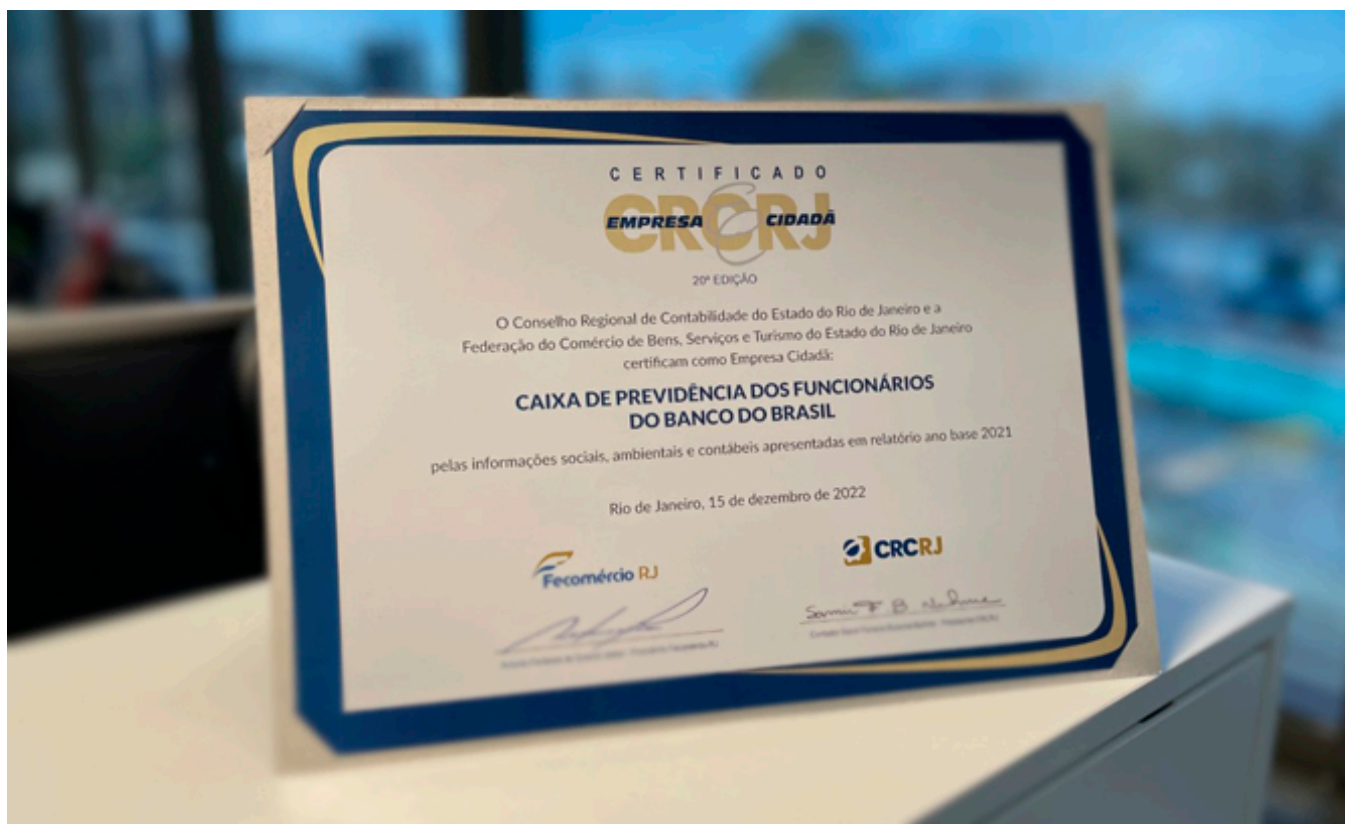 CERTIFICADO
CRCRJ
EMPRESA CIDADÃ
20ª EDIÇÃO
O Conselho Regional de Contabilidade do Estado do Rio de Janeiro e a
Federação do Comércio de Bens, Serviços e Turismo do Estado do Rio de Janeiro
certificam como Empresa Cidadã:
CAIXA DE PREVIDÊNCIA DOS FUNCIONÁRIOS
DO BANCO DO BRASIL
pelas informações sociais, ambientais e contábeis apresentadas em relatório ano base 2021
Rio de Janeiro, 15 de dezembro de 2022
Fecomércio RJ
CRCRJ